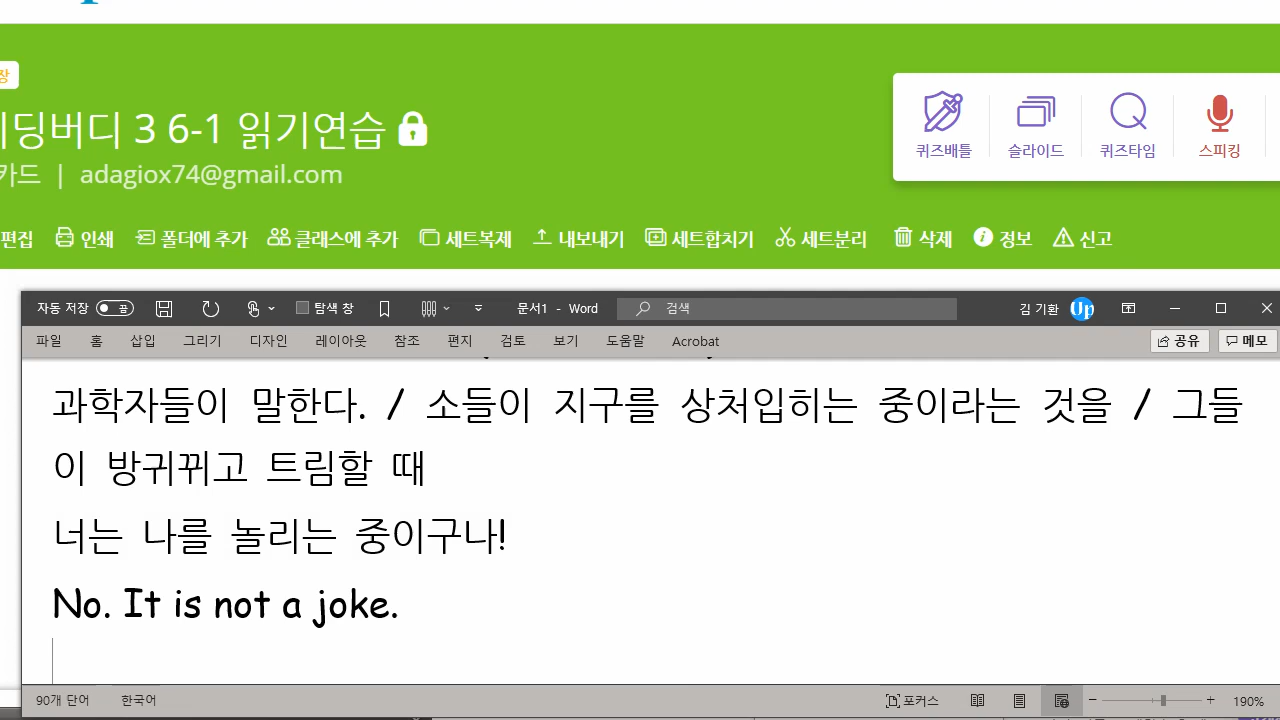 장
딩버디 3 6-1 읽기연습
카드 | adagiox74@gmail.com
퀴즈배틀 슬라이드 퀴즈타임 스피킹
편집 인쇄 폴더에 추가 클래스에 추가 세트복제 내보내기 세트합치기 세트분리 삭제 정보 신고
자동 저장 끔 탐색 창 문서1 - Word 검색 김 기환 Up
파일 홈 삽입 그리기 디자인 레이아웃 참조 편지 검토 보기 도움말 Acrobat 공유 메모
과학자들이 말한다. / 소들이 지구를 상처입히는 중이라는 것을 / 그들
이 방귀뀌고 트림할 때
너는 나를 놀리는 중이구나!
No. It is not a joke.
90개 단어 한국어 포커스 190%